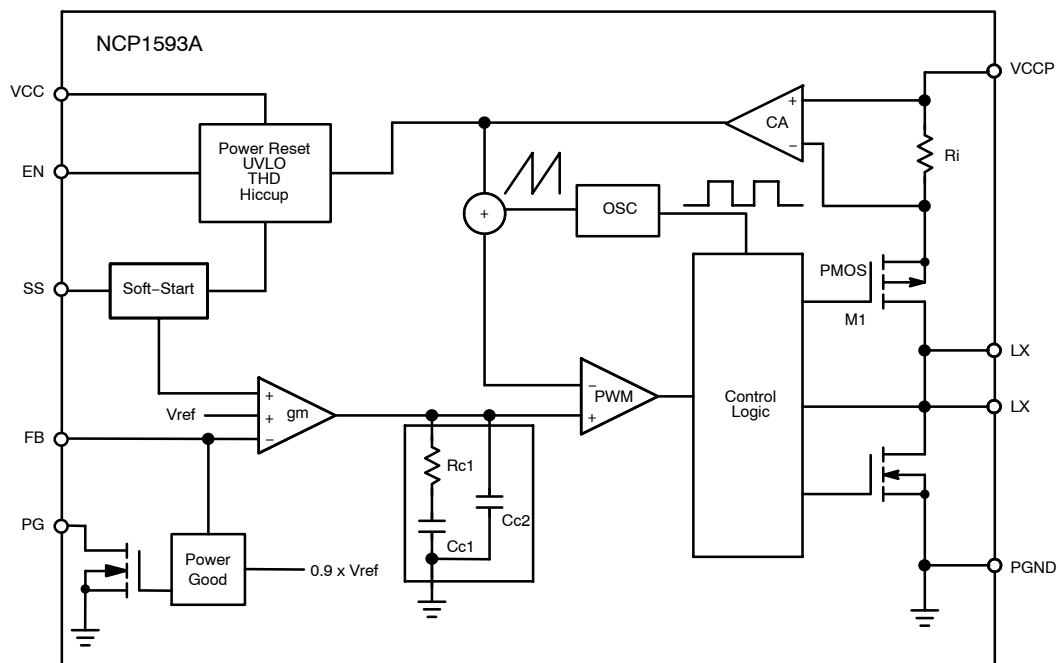 NCP1593A
VCC
VCCP
+
CA
−
Ri
Power Reset
UVLO
THD
Hiccup
EN
+
OSC
PMOS
M1
SS
Soft−Start
LX
−
PWM
+
Control
Logic
LX
+
Vref
+
gm
−
FB
Rc1
Cc2
Cc1
PG
Power
Good
0.9 x Vref
PGND